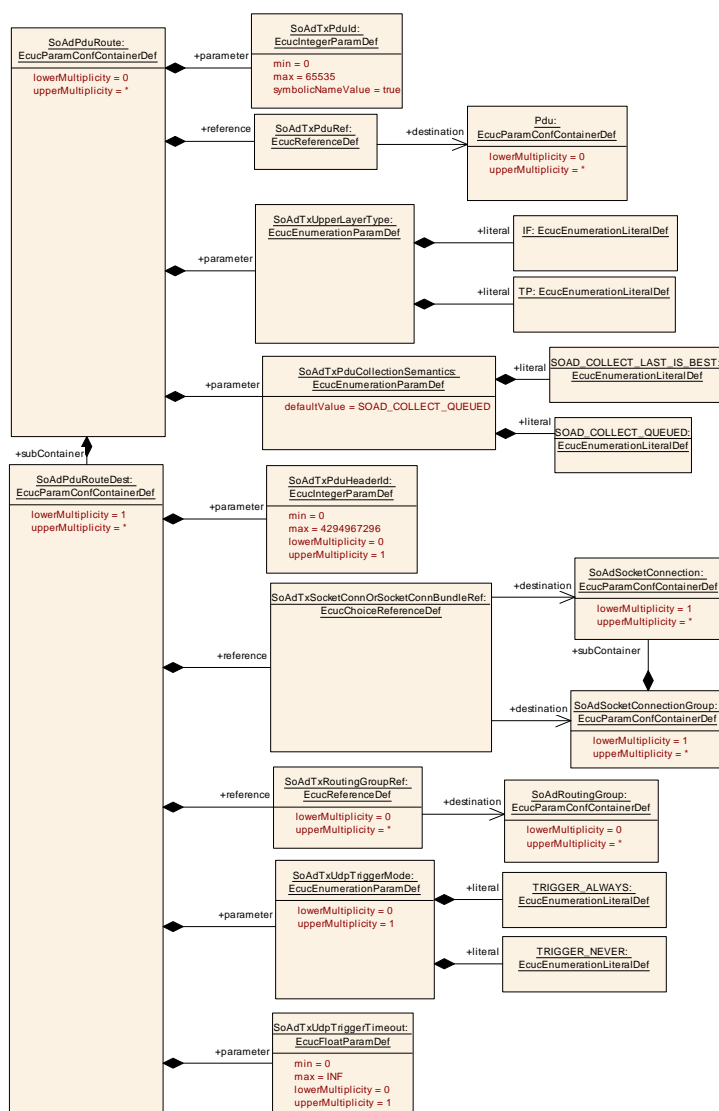 SoAdPduRoute:
EcucParamConfContainerDef
lowerMultiplicity = 0
upperMultiplicity = *
+parameter
SoAdTxPduId:
EcucIntegerParamDef
min = 0
max = 65535
symbolicNameValue = true
+reference
SoAdTxPduRef:
EcucReferenceDef
+destination
Pdu:
EcucParamConfContainerDef
lowerMultiplicity = 0
upperMultiplicity = *
+parameter
SoAdTxUpperLayerType:
EcucEnumerationParamDef
+literal
IF: EcucEnumerationLiteralDef
+literal
TP: EcucEnumerationLiteralDef
+parameter
SoAdTxPduCollectionSemantics:
EcucEnumerationParamDef
defaultValue = SOAD_COLLECT_QUEUED
+literal
SOAD_COLLECT_LAST_IS_BEST:
EcucEnumerationLiteralDef
+literal
SOAD_COLLECT_QUEUED:
EcucEnumerationLiteralDef
+subContainer
SoAdPduRouteDest:
EcucParamConfContainerDef
lowerMultiplicity = 1
upperMultiplicity = *
+parameter
SoAdTxPduHeaderId:
EcucIntegerParamDef
min = 0
max = 4294967296
lowerMultiplicity = 0
upperMultiplicity = 1
+reference
SoAdTxSocketConnOrSocketConnBundleRef:
EcucChoiceReferenceDef
+destination
SoAdSocketConnection:
EcucParamConfContainerDef
lowerMultiplicity = 1
upperMultiplicity = *
+subContainer
+destination
SoAdSocketConnectionGroup:
EcucParamConfContainerDef
lowerMultiplicity = 1
upperMultiplicity = *
+reference
SoAdTxRoutingGroupRef:
EcucReferenceDef
lowerMultiplicity = 0
upperMultiplicity = *
+destination
SoAdRoutingGroup:
EcucParamConfContainerDef
lowerMultiplicity = 0
upperMultiplicity = *
+parameter
SoAdTxUdpTriggerMode:
EcucEnumerationParamDef
lowerMultiplicity = 0
upperMultiplicity = 1
+literal
TRIGGER_ALWAYS:
EcucEnumerationLiteralDef
+literal
TRIGGER_NEVER:
EcucEnumerationLiteralDef
+parameter
SoAdTxUdpTriggerTimeout:
EcucFloatParamDef
min = 0
max = INF
lowerMultiplicity = 0
upperMultiplicity = 1